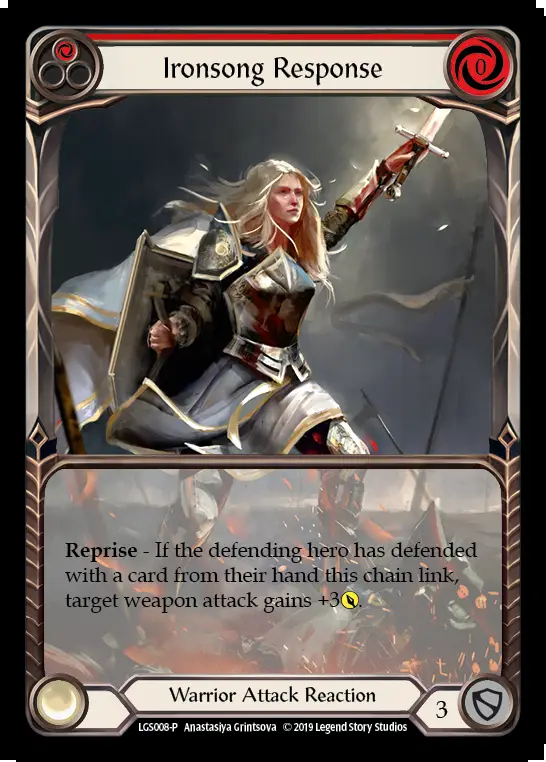 Ironsong Response
0
Reprise - If the defending hero has defended
with a card from their hand this chain link,
target weapon attack gains +3.
Warrior Attack Reaction
3
LGS008-P Anastasiya Grintsova © 2019 Legend Story Studios